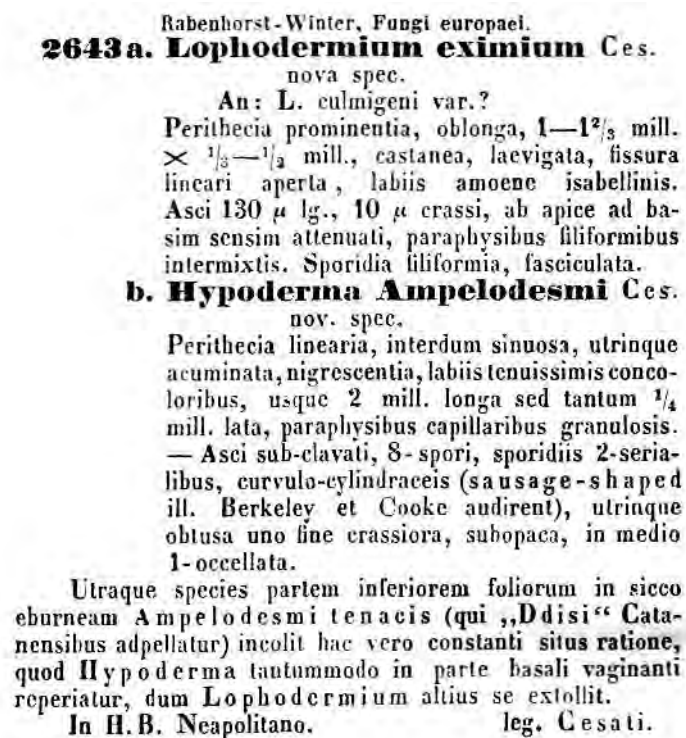 Rabenhorst-Winter, Fungi europaei.
2643a. Lophodermium eximium Ces.
nova spec.
An: L. culmigeni var.?
Perithecia prominentia, oblonga, 1—1²/₃ mill.
× ¹/₃—¹/₂ mill., castanea, laevigata, fissura
lineari aperta, labiis amoene isabellinis.
Asci 130 µ lg., 10 µ crassi, ab apice ad ba-
sim sensim attenuati, paraphysibus filiformibus
intermixtis. Sporidia filiformia, fasciculata.
b. Hypoderma Ampelodesmi Ces.
nov. spec.
Perithecia linearia, interdum sinuosa, utrinque
acuminata, nigrescentia, labiis tenuissimis conco-
loribus, usque 2 mill. longa sed tantum ¹/₄
mill. lata, paraphysibus capillaribus granulosis.
— Asci sub-clavati, 8-spori, sporidiis 2-seria-
libus, curvulo-cylindraceis (sausage-shaped
ill. Berkeley et Cooke audirent), utrinque
obtusa uno fine crassiora, subopaca, in medio
1-occellata.
Utraque species partem inferiorem foliorum in sicco
eburneam Ampelodesmi tenacis (qui „Ddisi“ Cata-
nensibus adpellatur) incolit hac vero constanti situs ratione,
quod Hypoderma tantummodo in parte basali vaginanti
reperiatur, dum Lophodermium altius se extollit.
In H. B. Neapolitano. leg. Cesati.